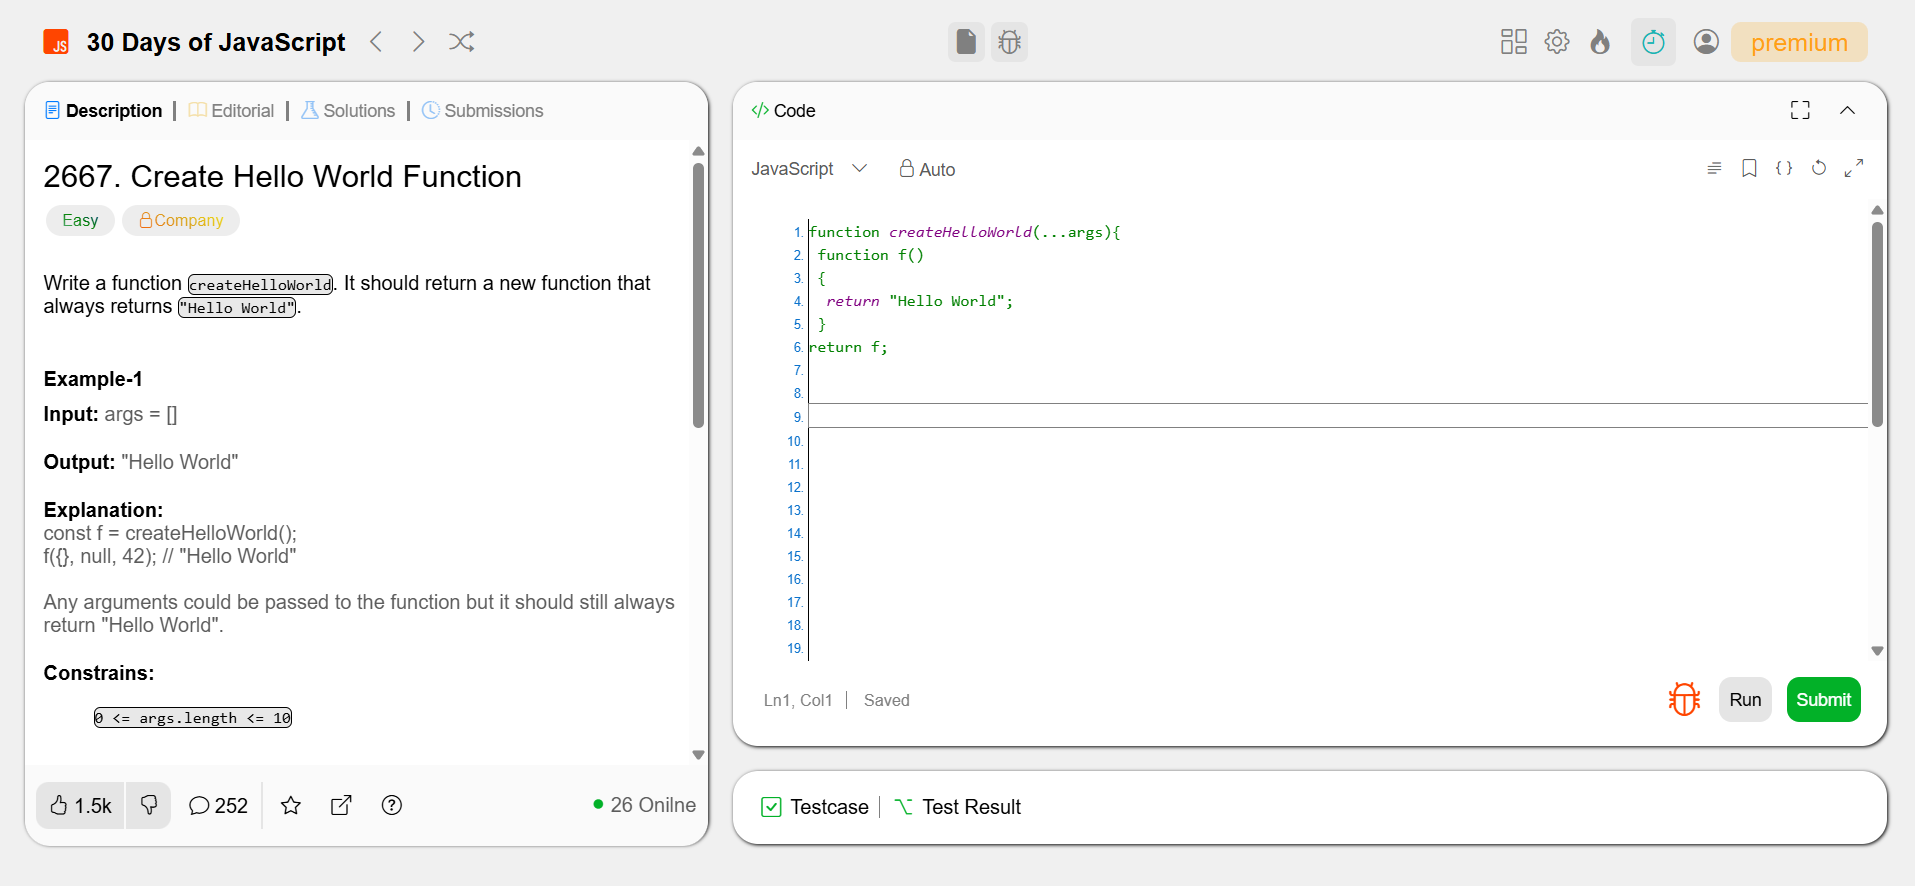 JS 30 Days of JavaScript
premium
Description | Editorial | Solutions | Submissions
2667. Create Hello World Function
Easy Company
Write a function createHelloWorld. It should return a new function that
always returns "Hello World".
Example-1
Input: args = []
Output: "Hello World"
Explanation:
const f = createHelloWorld();
f({}, null, 42); // "Hello World"
Any arguments could be passed to the function but it should still always
return "Hello World".
Constrains:
0 <= args.length <= 10
1.5k 252 26 Onilne
</> Code
JavaScript Auto { }
1. function createHelloWorld(...args){
2. function f()
3. {
4. return "Hello World";
5. }
6. return f;
7.
8.
9.
10.
11.
12.
13.
14.
15.
16.
17.
18.
19.
Ln1, Col1 | Saved
Run Submit
Testcase | Test Result